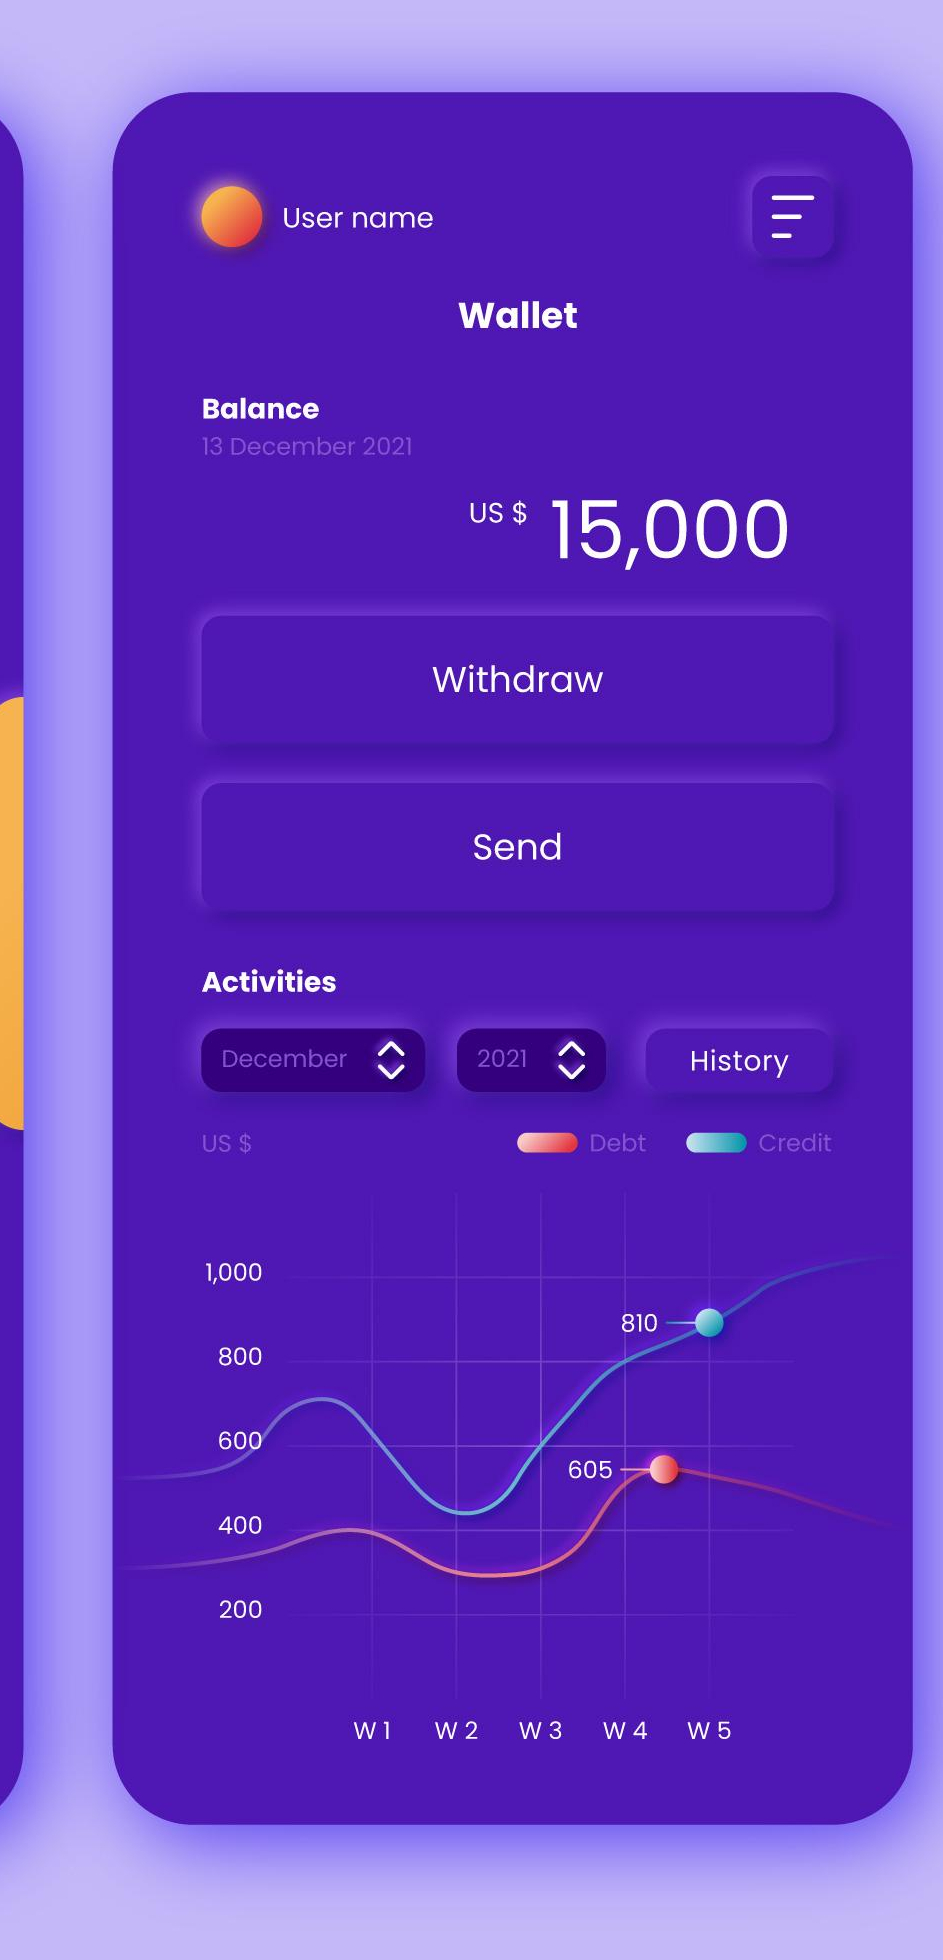 User name
Wallet
Balance
13 December 2021
US $ 15,000
Withdraw
Send
Activities
December 2021 History
US $ Debt Credit
1,000
810
800
600
605
400
200
W 1 W 2 W 3 W 4 W 5